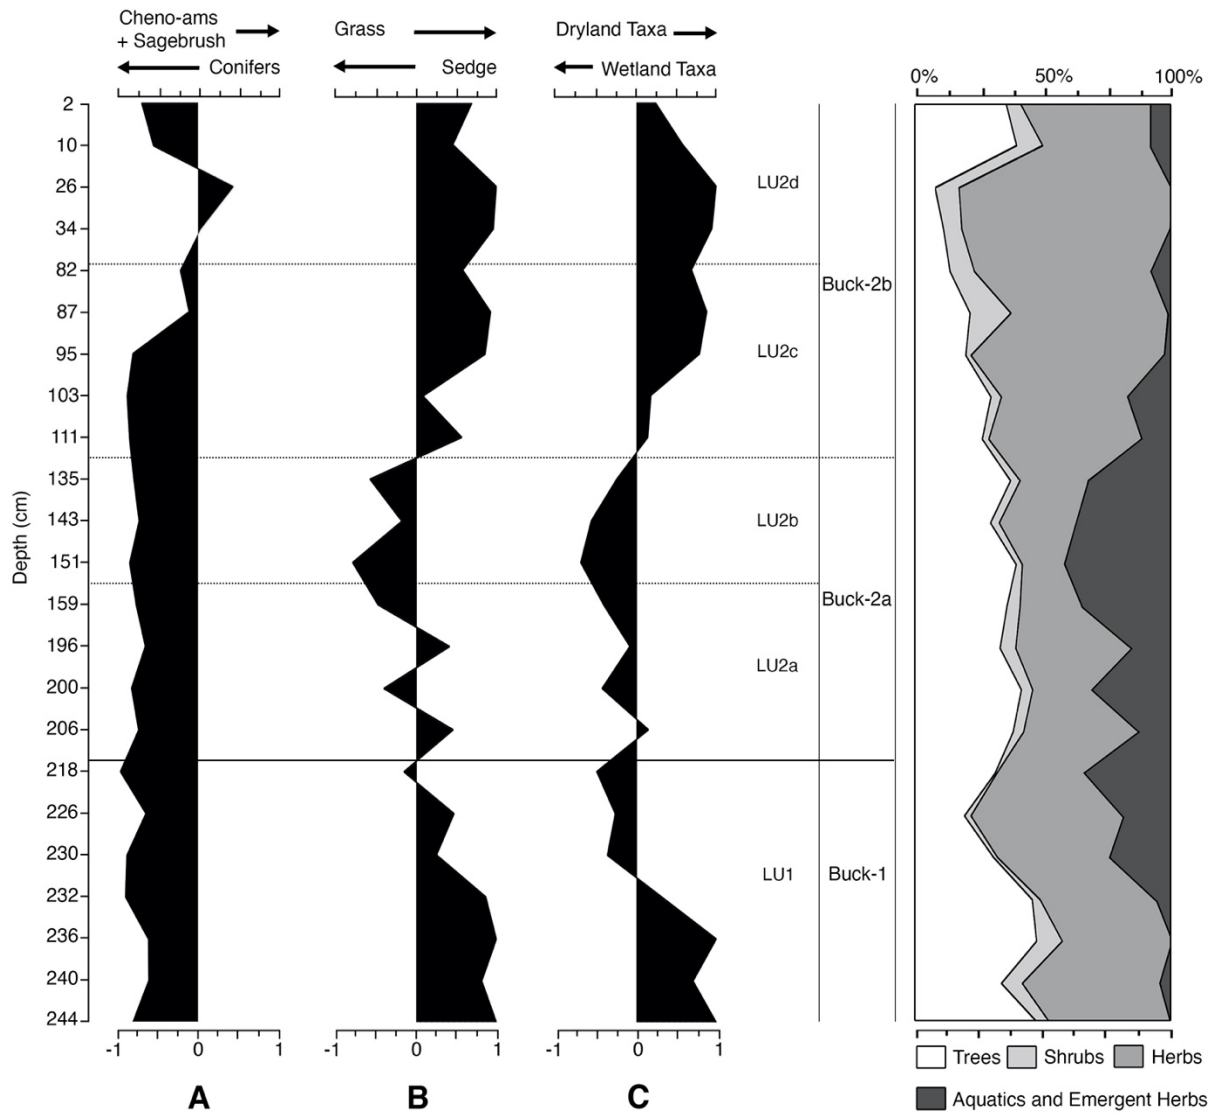 Cheno-ams
+ Sagebrush
Conifers
Grass
Sedge
Dryland Taxa
Wetland Taxa
0% 50% 100%
Depth (cm)
2
10
26
34
82
87
95
103
111
135
143
151
159
196
200
206
218
226
230
232
236
240
244
LU2d
LU2c
LU2b
LU2a
LU1
Buck-2b
Buck-2a
Buck-1
-1 0 1
-1 0 1
-1 0 1
A B C
Trees Shrubs Herbs
Aquatics and Emergent Herbs